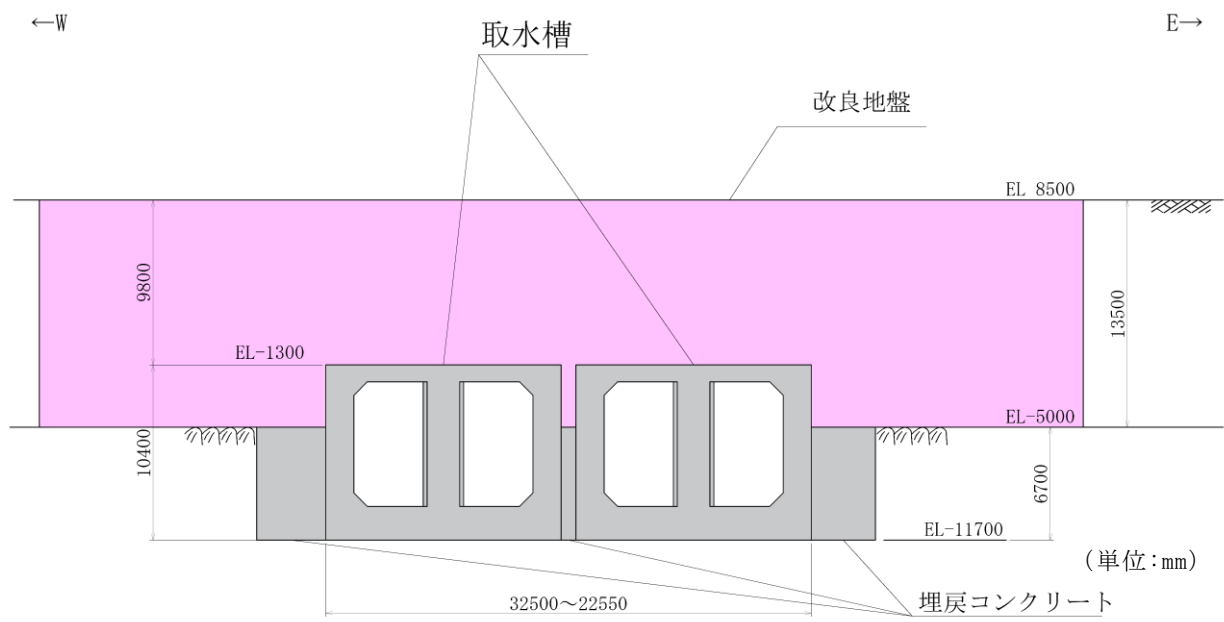 ←W
E→
取水槽
改良地盤
EL 8500
9800
13500
EL-1300
EL-5000
10400
6700
EL-11700
(単位:mm)
32500～22550
埋戻コンクリート